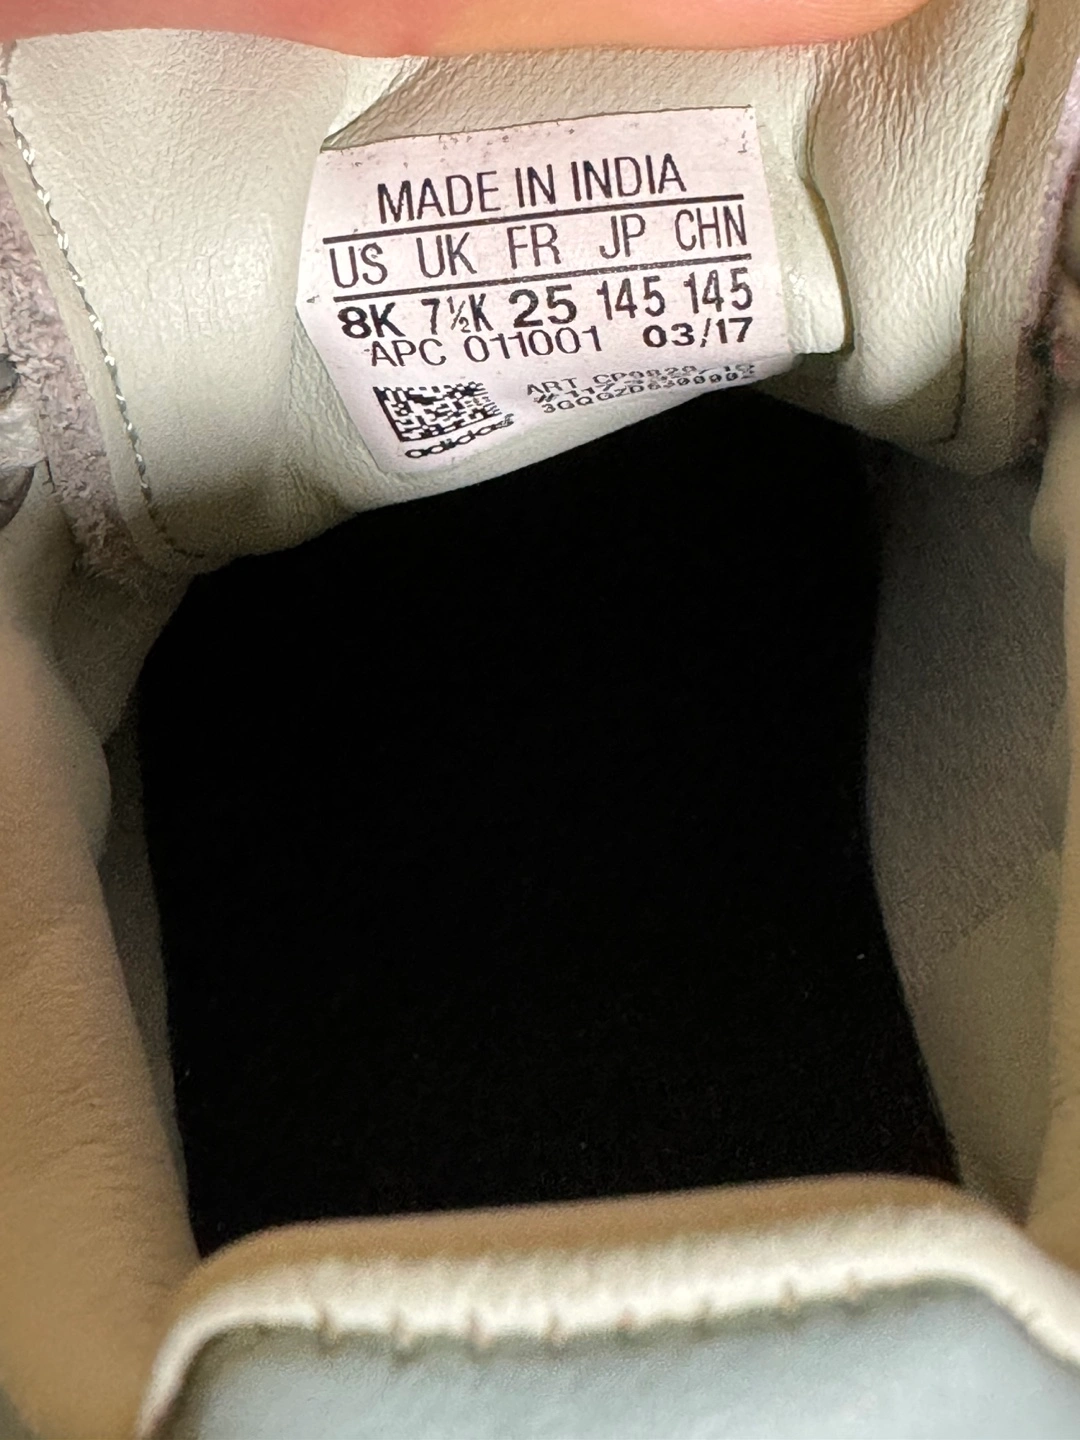 MADE IN INDIA
US UK FR JP CHN
8K 7½K 25 145 145
APC 011001 03/17
ART
adidas